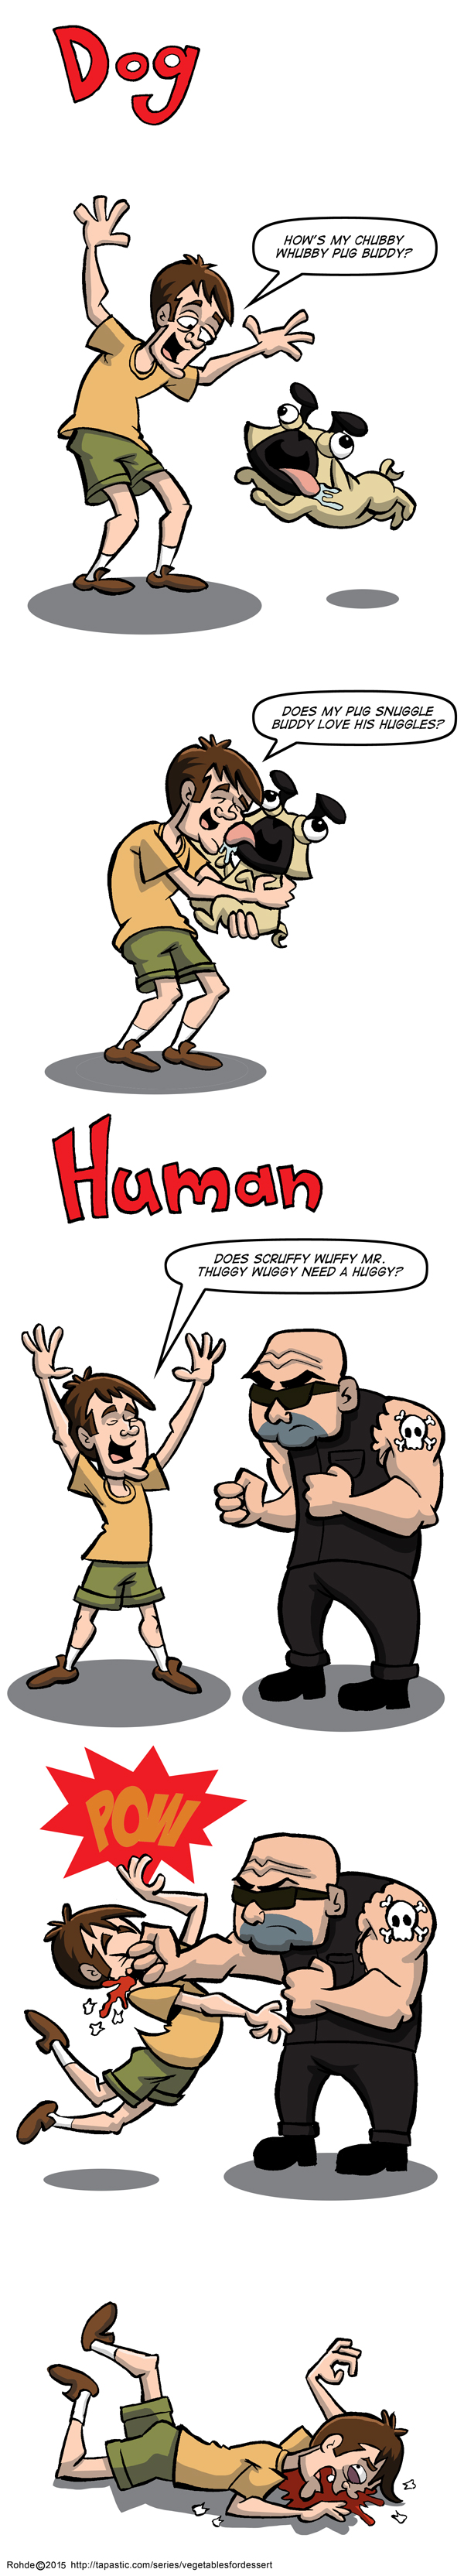 Dog
HOW'S MY CHUBBY
WHUBBY PUG BUDDY?
DOES MY PUG SNUGGLE
BUDDY LOVE HIS HUGGLES?
Human
DOES SCRUFFY WUFFY MR.
THUGGY WUGGY NEED A HUGGY?
POW
Rohde©2015 http://tapastic.com/series/vegetablesfordessert